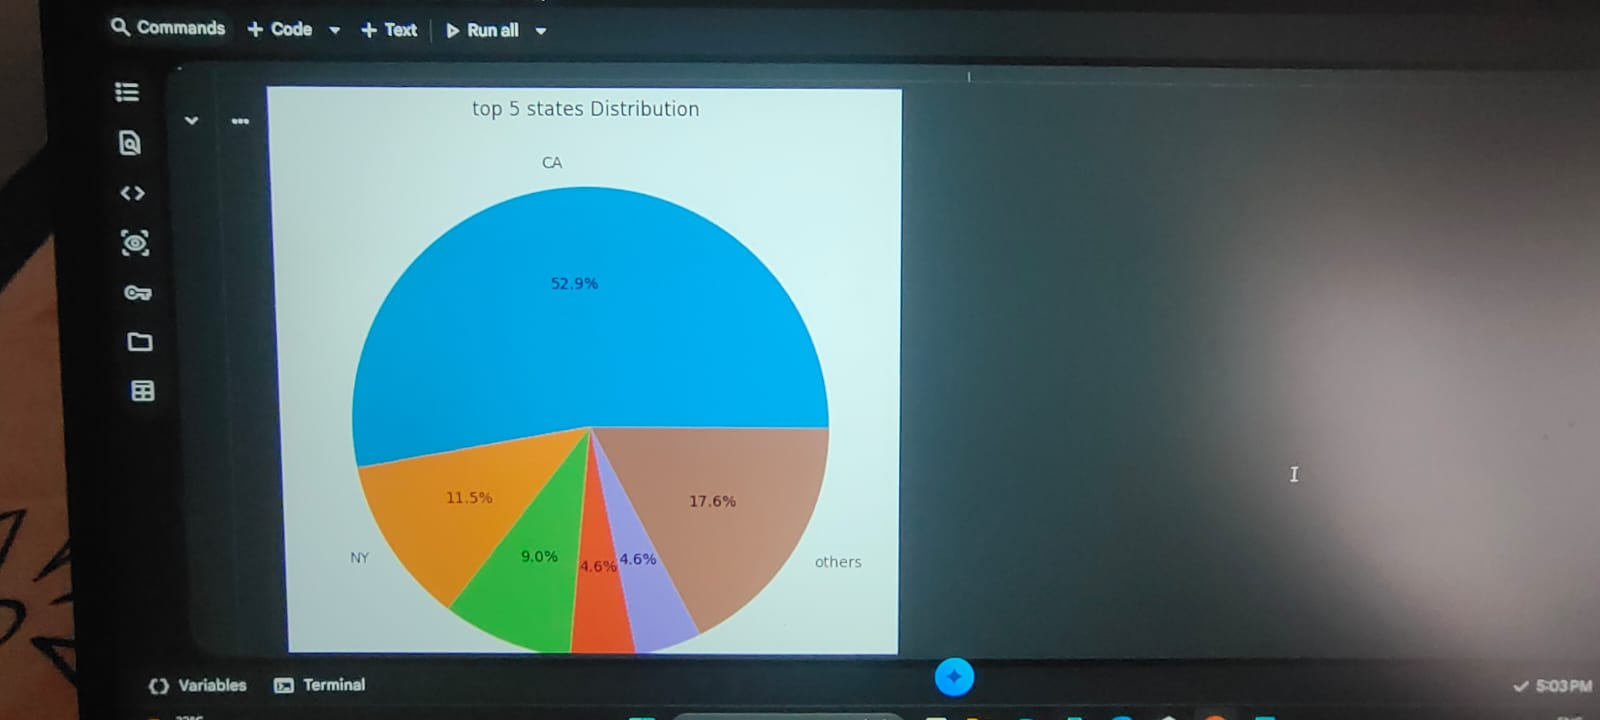 Commands + Code + Text Run all
top 5 states Distribution
CA
52.9%
11.5%
17.6%
NY
9.0%
4.6%
4.6%
others
Variables Terminal
5:03 PM